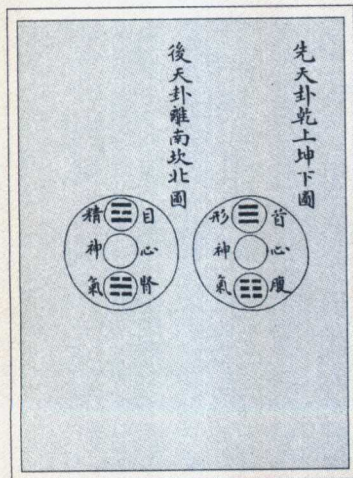 先天卦乾上坤下圖
首心腹
形神氣
後天卦離南坎北圖
目心腎
精神氣